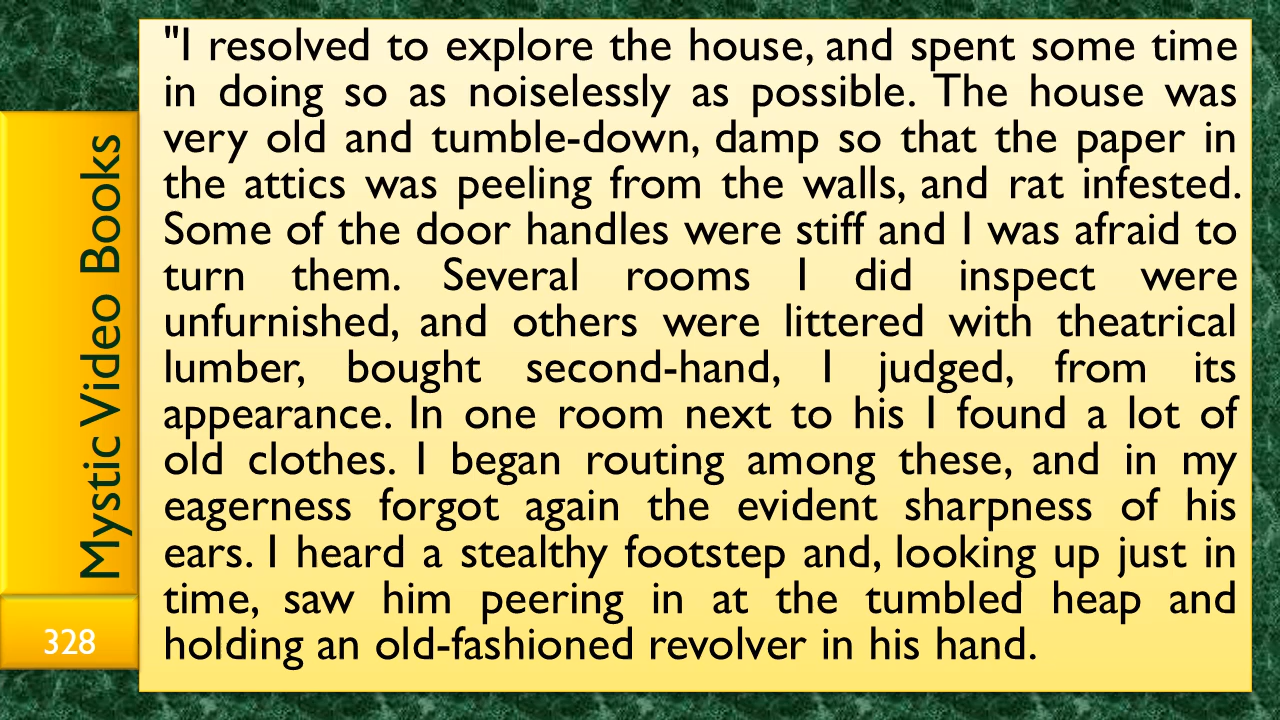 "I resolved to explore the house, and spent some time
in doing so as noiselessly as possible. The house was
very old and tumble-down, damp so that the paper in
the attics was peeling from the walls, and rat infested.
Some of the door handles were stiff and I was afraid to
turn them. Several rooms I did inspect were
unfurnished, and others were littered with theatrical
lumber, bought second-hand, I judged, from its
appearance. In one room next to his I found a lot of
old clothes. I began routing among these, and in my
eagerness forgot again the evident sharpness of his
ears. I heard a stealthy footstep and, looking up just in
time, saw him peering in at the tumbled heap and
holding an old-fashioned revolver in his hand.
Mystic Video Books
328